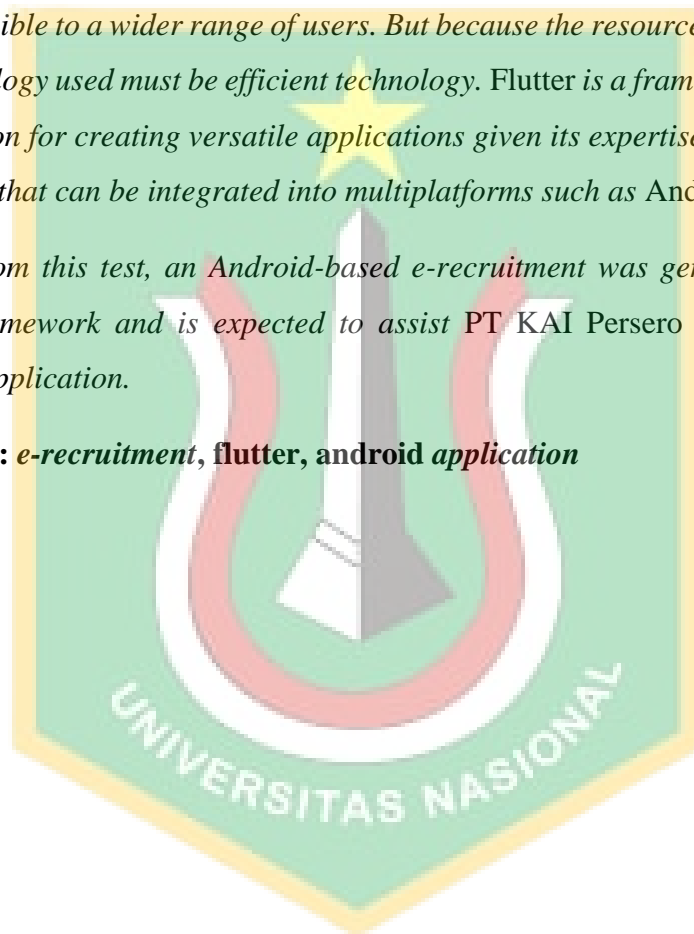 ible to a wider range of users. But because the resource
logy used must be efficient technology. Flutter is a fram
on for creating versatile applications given its expertise
that can be integrated into multiplatforms such as And
om this test, an Android-based e-recruitment was ge
mework and is expected to assist PT KAI Persero
pplication.
: e-recruitment, flutter, android application
UNIVERSITAS NASIONAL